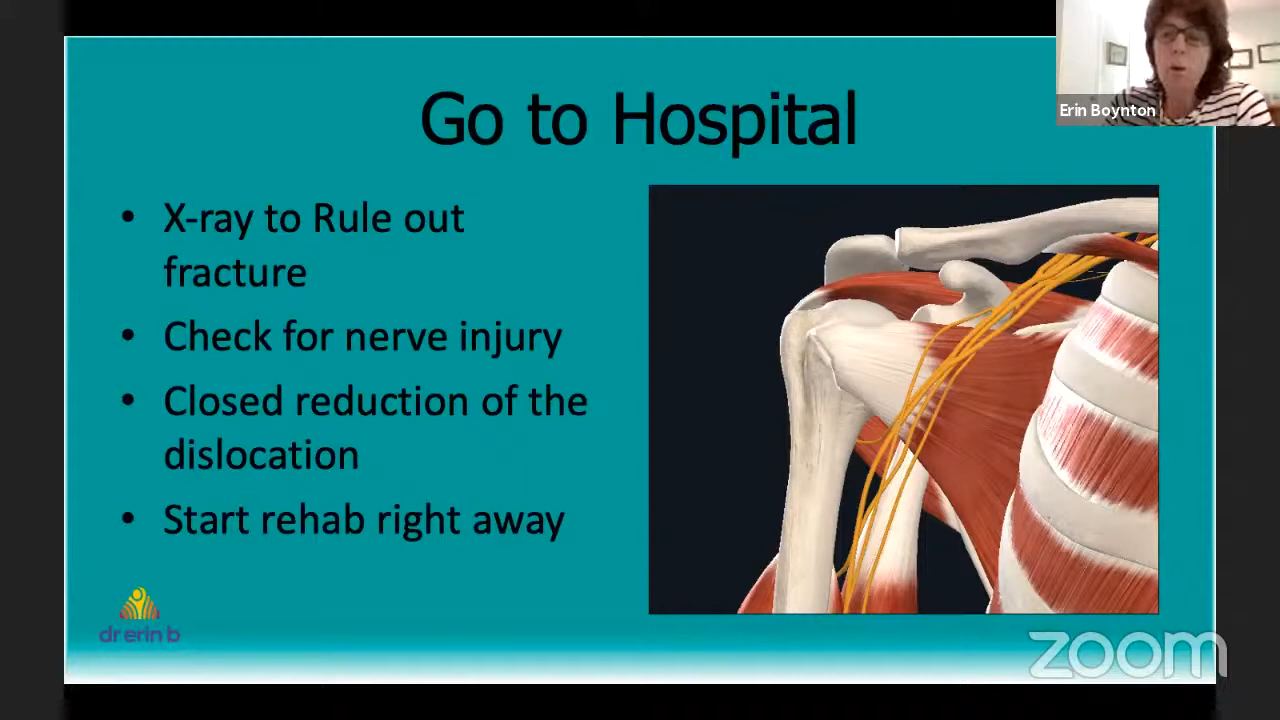 Go to Hospital
Erin Boynton
• X-ray to Rule out
fracture
• Check for nerve injury
• Closed reduction of the
dislocation
• Start rehab right away
dr erin b
zoom